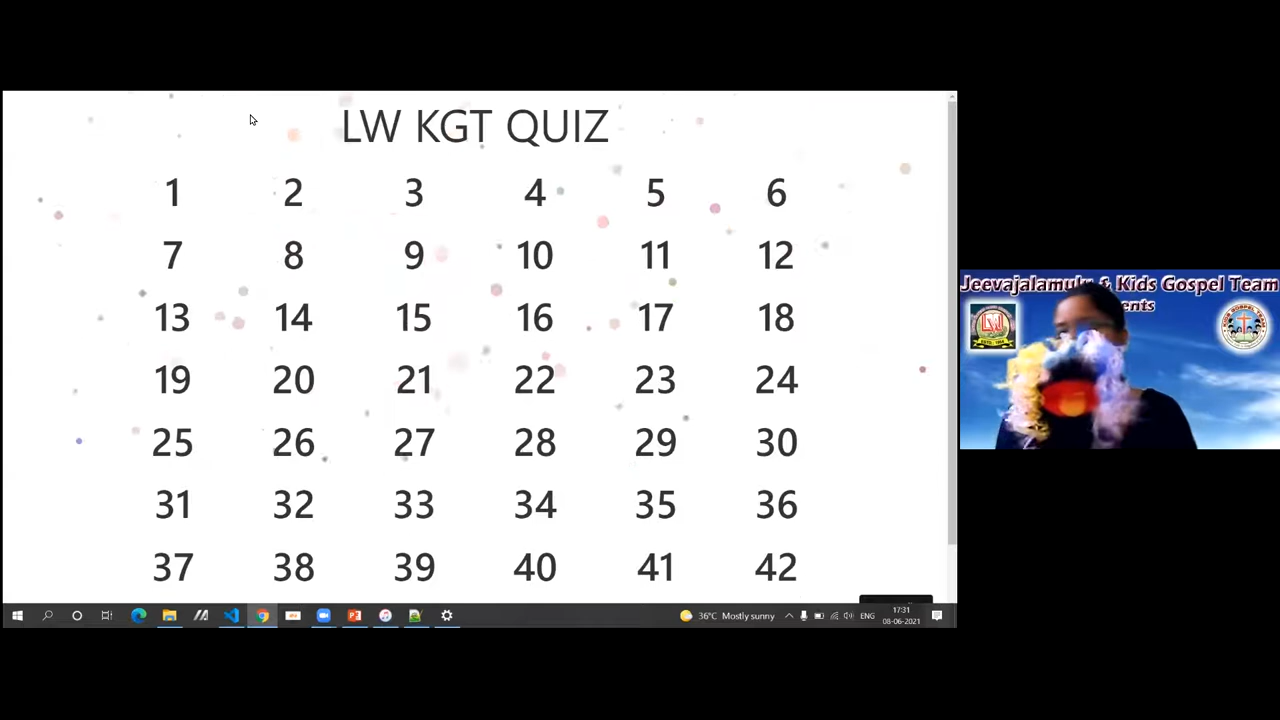 LW KGT QUIZ
1 2 3 4 5 6
7 8 9 10 11 12
13 14 15 16 17 18
19 20 21 22 23 24
25 26 27 28 29 30
31 32 33 34 35 36
37 38 39 40 41 42
Jeevajalamulu & Kids Gospel Team
LW
36°C Mostly sunny
ENG
17:31
08-06-2021